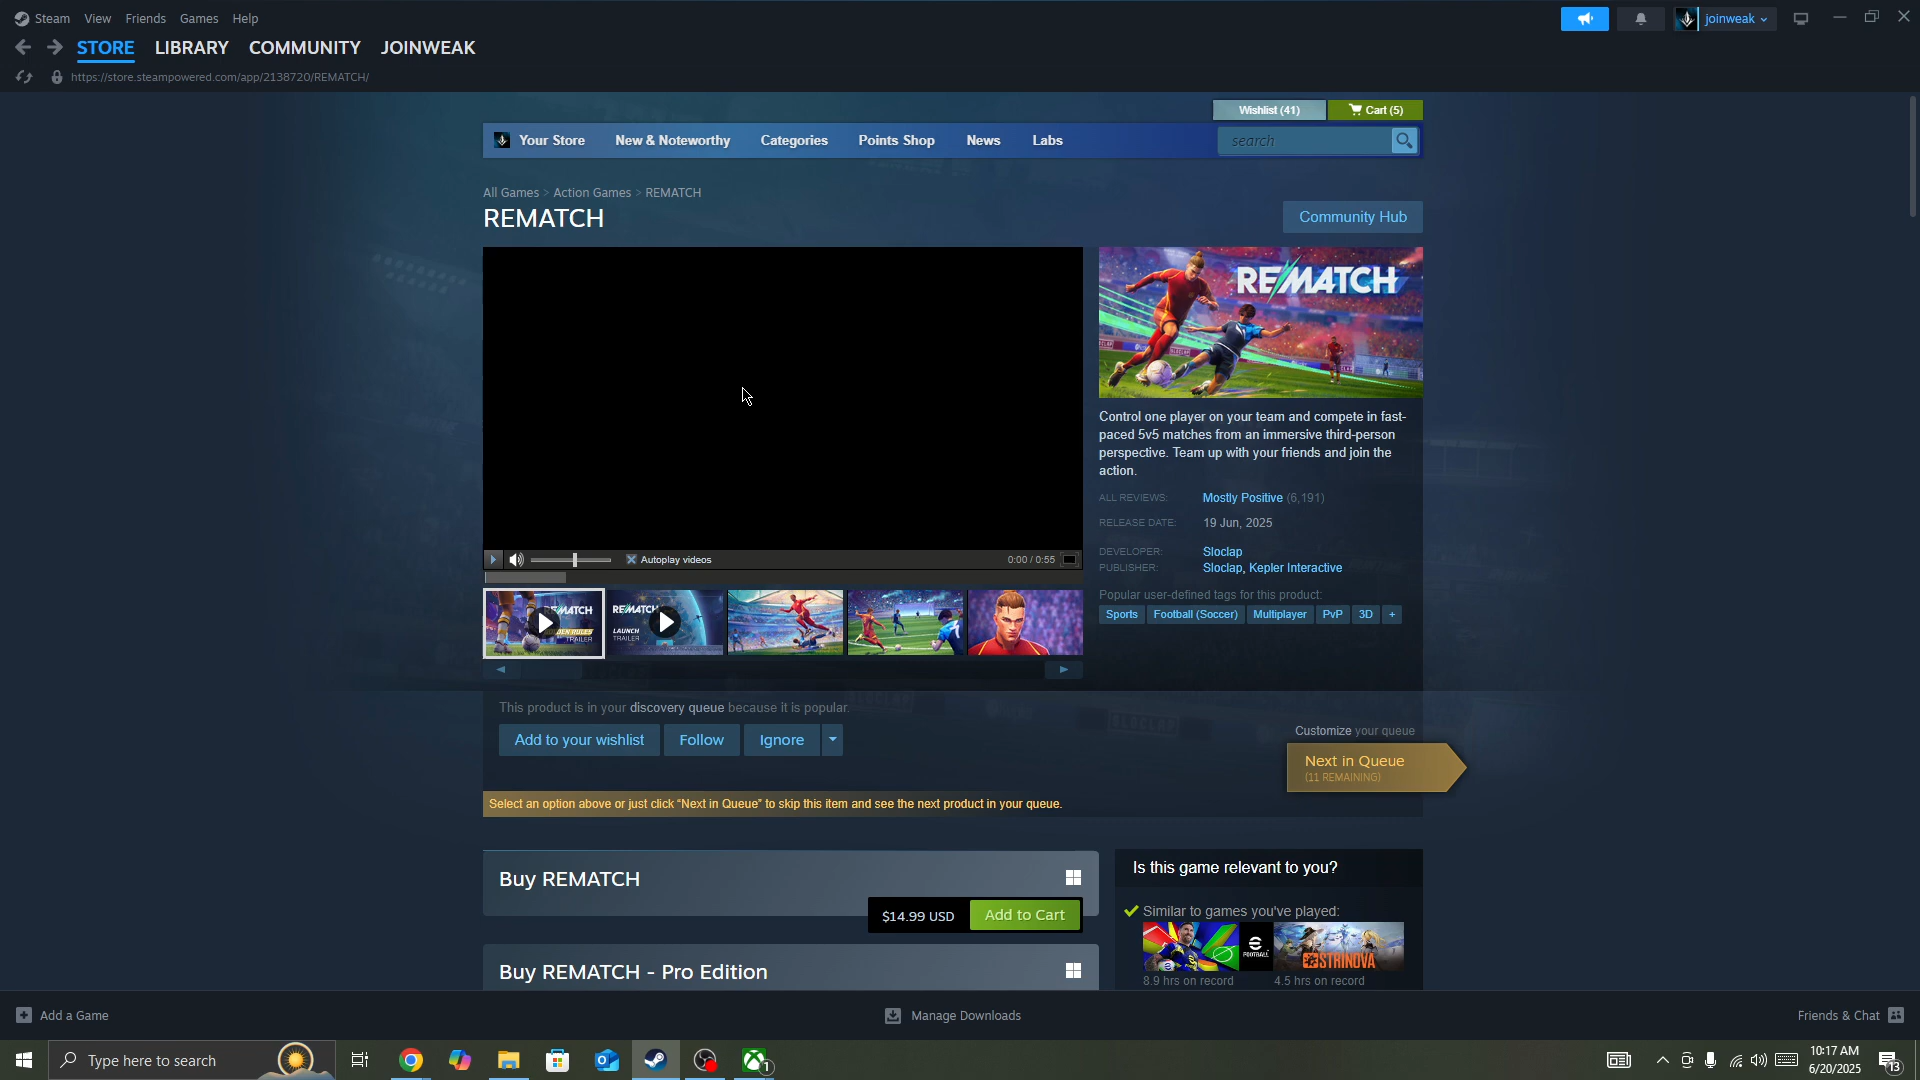 Steam View Friends Games Help
joinweak
STORE LIBRARY COMMUNITY JOINWEAK
https://store.steampowered.com/app/2138720/REMATCH/
Wishlist (41) Cart (5)
Your Store New & Noteworthy Categories Points Shop News Labs search
All Games > Action Games > REMATCH
REMATCH
Community Hub
REMATCH
Control one player on your team and compete in fast-
paced 5v5 matches from an immersive third-person
perspective. Team up with your friends and join the
action.
ALL REVIEWS: Mostly Positive (6,191)
RELEASE DATE: 19 Jun, 2025
DEVELOPER: Sloclap
PUBLISHER: Sloclap, Kepler Interactive
Popular user-defined tags for this product:
Sports Football (Soccer) Multiplayer PvP 3D +
Autoplay videos 0:00 / 0:55
REMATCH
LAUNCH
TRAILER
This product is in your discovery queue because it is popular.
Add to your wishlist Follow Ignore
Customize your queue
Next in Queue
(11 REMAINING)
Select an option above or just click "Next in Queue" to skip this item and see the next product in your queue.
Buy REMATCH
$14.99 USD Add to Cart
Buy REMATCH - Pro Edition
Is this game relevant to you?
Similar to games you've played:
FOOTBALL STRINOVA
8.9 hrs on record 4.5 hrs on record
Add a Game Manage Downloads Friends & Chat
Type here to search
1
10:17 AM
6/20/2025
13